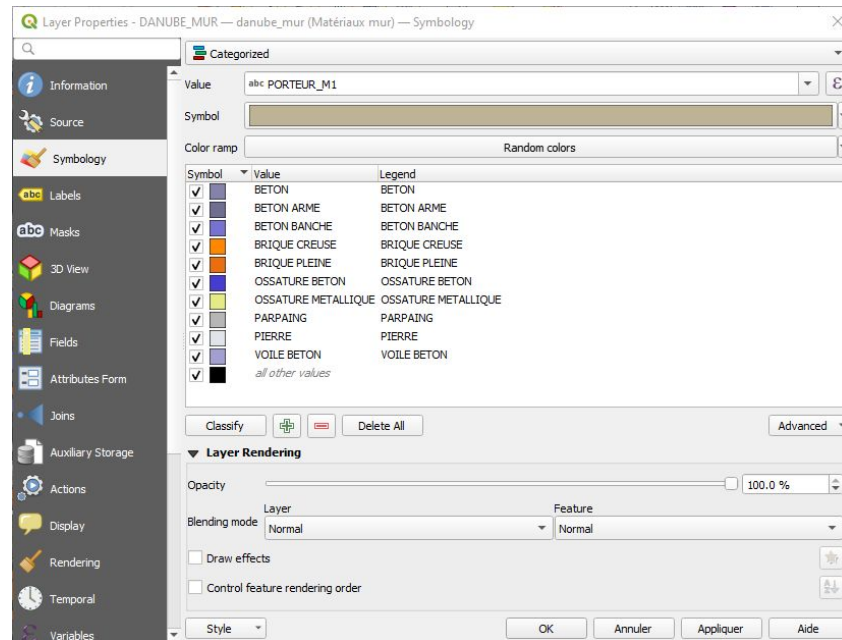 Layer Properties - DANUBE_MUR — danube_mur (Matériaux mur) — Symbology
Information
Source
Symbology
abc Labels
abc Masks
3D View
Diagrams
Fields
Attributes Form
Joins
Auxiliary Storage
Actions
Display
Rendering
Temporal
Variables
Categorized
Value abc PORTEUR_M1 ε
Symbol
Color ramp Random colors
Symbol Value Legend
BETON BETON
BETON ARME BETON ARME
BETON BANCHE BETON BANCHE
BRIQUE CREUSE BRIQUE CREUSE
BRIQUE PLEINE BRIQUE PLEINE
OSSATURE BETON OSSATURE BETON
OSSATURE METALLIQUE OSSATURE METALLIQUE
PARPAING PARPAING
PIERRE PIERRE
VOILE BETON VOILE BETON
all other values
Classify Delete All Advanced
Layer Rendering
Opacity 100.0 %
Layer Feature
Blending mode Normal Normal
Draw effects
Control feature rendering order
Style OK Annuler Appliquer Aide